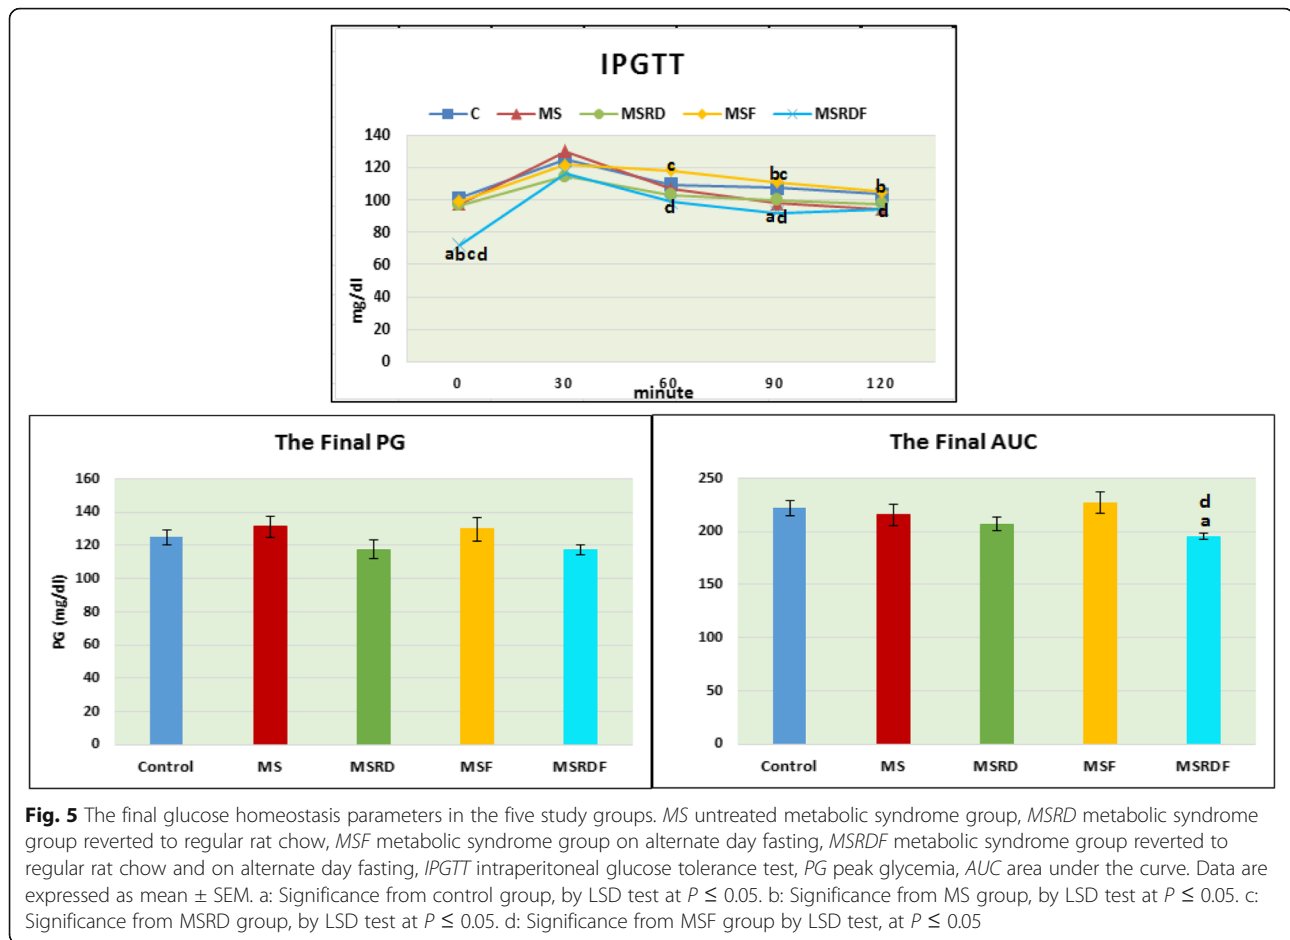 IPGTT
C MS MSRD MSF MSRDF
140
120
100
80
60
40
20
0
mg/dl
c
bc
b
d
ad
d
abcd
0 30 60 90 120
minute
The Final PG
160
140
120
100
80
60
40
20
0
PG (mg/dl)
Control MS MSRD MSF MSRDF
The Final AUC
250
200
150
100
50
0
d
a
Control MS MSRD MSF MSRDF
Fig. 5 The final glucose homeostasis parameters in the five study groups. MS untreated metabolic syndrome group, MSRD metabolic syndrome
group reverted to regular rat chow, MSF metabolic syndrome group on alternate day fasting, MSRDF metabolic syndrome group reverted to
regular rat chow and on alternate day fasting, IPGTT intraperitoneal glucose tolerance test, PG peak glycemia, AUC area under the curve. Data are
expressed as mean ± SEM. a: Significance from control group, by LSD test at P ≤ 0.05. b: Significance from MS group, by LSD test at P ≤ 0.05. c:
Significance from MSRD group, by LSD test at P ≤ 0.05. d: Significance from MSF group by LSD test, at P ≤ 0.05